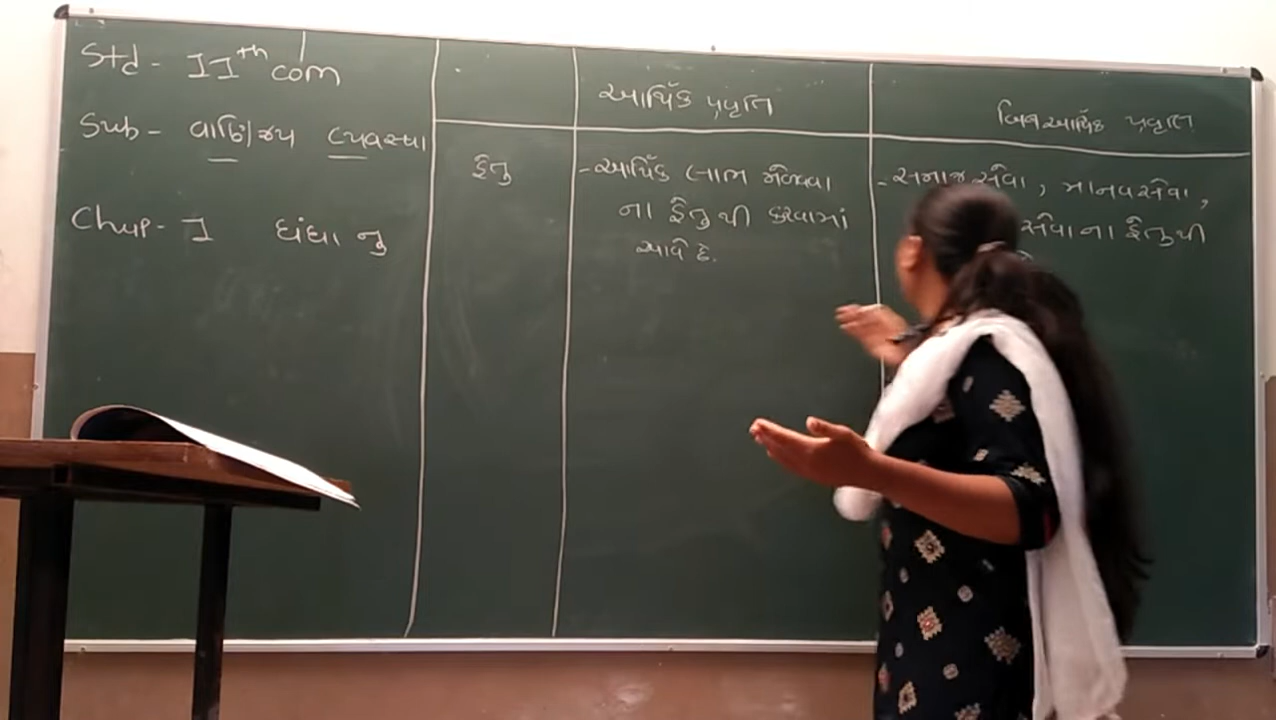 Std - 11th com
Sub - વાણિજ્ય વ્યવસ્થા
Chap - 1 ધંધાનુ
આર્થિક પ્રવૃતિ
બિનઆર્થિક પ્રવૃતિ
હેતુ
- આર્થિક લાભ મેળવવા
ના હેતુથી કરવામાં
આવે છે.
- સમાજસેવા, માનવસેવા,
સેવાના હેતુથી